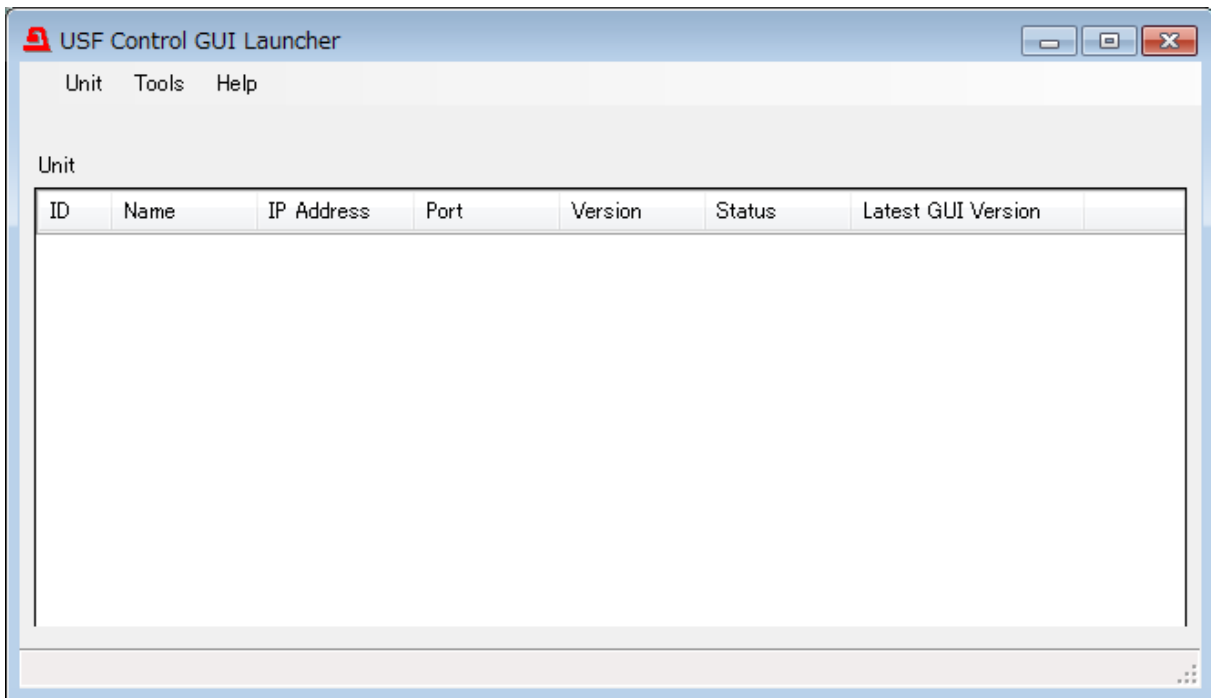 USF Control GUI Launcher
Unit Tools Help
Unit
ID Name IP Address Port Version Status Latest GUI Version